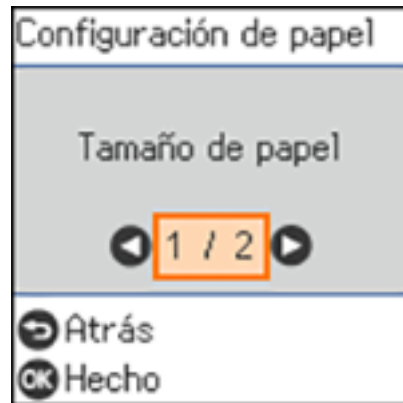 Configuración de papel
Tamaño de papel
1 / 2
Atrás
OK Hecho